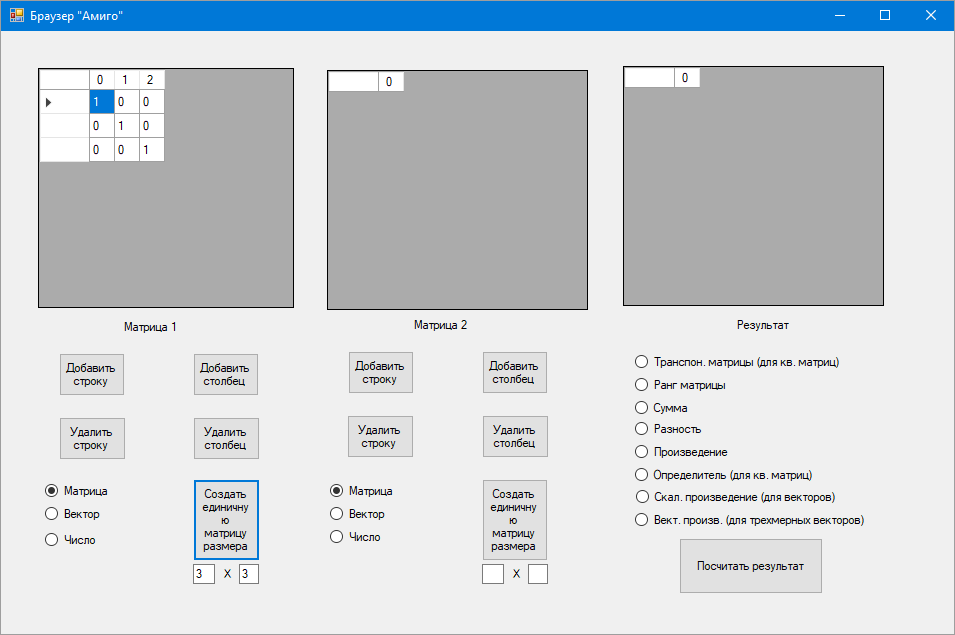 Браузер "Амиго"
0 1 2
1 0 0
0 1 0
0 0 1
Матрица 1
Добавить
строку
Добавить
столбец
Удалить
строку
Удалить
столбец
Матрица
Вектор
Число
Создать
единичну
ю
матрицу
размера
3 X 3
0
Матрица 2
Добавить
строку
Добавить
столбец
Удалить
строку
Удалить
столбец
Матрица
Вектор
Число
Создать
единичну
ю
матрицу
размера
X
0
Результат
Транспон. матрицы (для кв. матриц)
Ранг матрицы
Сумма
Разность
Произведение
Определитель (для кв. матриц)
Скал. произведение (для векторов)
Вект. произв. (для трехмерных векторов)
Посчитать результат